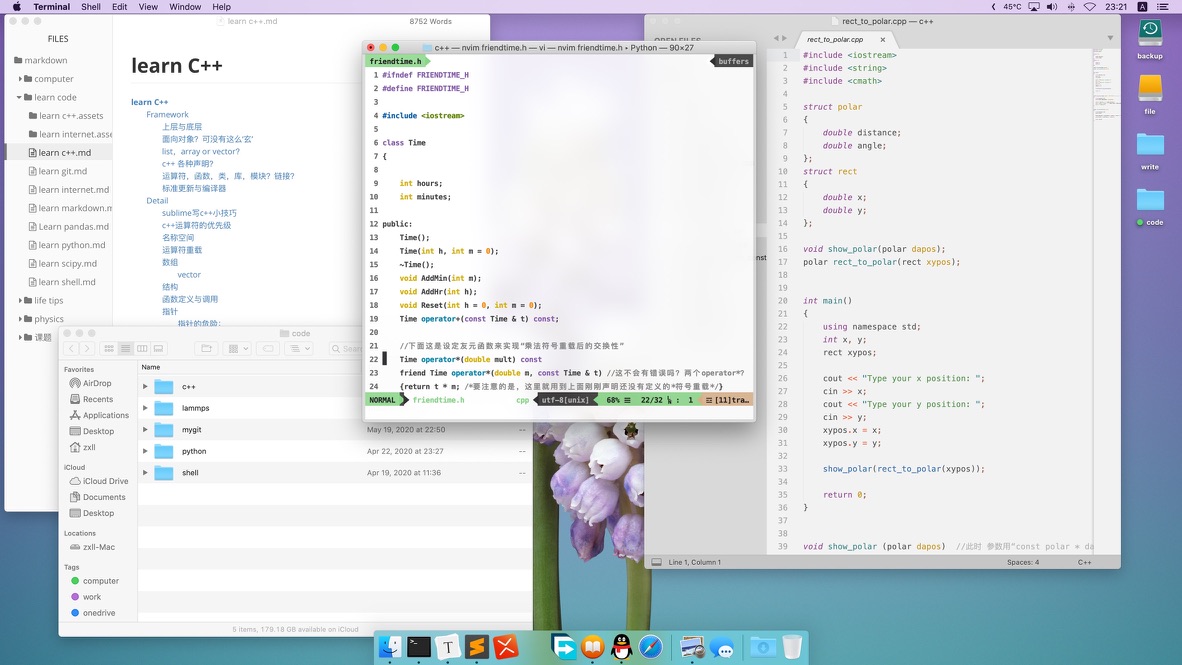 Terminal Shell Edit View Window Help
45°C 23:21
learn c++.md 8752 Words
FILES
markdown
computer
learn code
learn c++.assets
learn internet.asse
learn c++.md
learn git.md
learn internet.md
learn markdown.m
Learn pandas.md
learn python.md
learn scipy.md
learn shell.md
life tips
physics
课题
learn C++
learn C++
Framework
上层与底层
面向对象？可没有这么'玄'
list，array or vector?
c++ 各种声明？
运算符，函数，类，库，模块？链接？
标准更新与编译器
Detail
sublime写c++小技巧
c++运算符的优先级
名称空间
运算符重载
数组
vector
结构
函数定义与调用
指针
指针的危险：
c++ — nvim friendtime.h — vi — nvim friendtime.h • Python — 90×27
friendtime.h buffers
1 #ifndef FRIENDTIME_H
2 #define FRIENDTIME_H
3
4 #include <iostream>
5
6 class Time
7 {
8
9 int hours;
10 int minutes;
11
12 public:
13 Time();
14 Time(int h, int m = 0);
15 ~Time();
16 void AddMin(int m);
17 void AddHr(int h);
18 void Reset(int h = 0, int m = 0);
19 Time operator+(const Time & t) const;
20
21 //下面这是设定友元函数来实现"乘法符号重载后的交换性"
22 Time operator*(double mult) const
23 friend Time operator*(double m, const Time & t) //这不会有错误吗？两个operator*?
24 {return t * m; /*要注意的是，这里就用到上面刚刚声明还没有定义的*符号重载*/}
NORMAL friendtime.h cpp utf-8[unix] 68% 22/32 : 1 [11]tra…
rect_to_polar.cpp — c++
OPEN FILES
rect_to_polar.cpp
1 #include <iostream>
2 #include <string>
3 #include <cmath>
4
5 struct polar
6 {
7 double distance;
8 double angle;
9 };
10 struct rect
11 {
12 double x;
13 double y;
14 };
15
16 void show_polar(polar dapos);
17 polar rect_to_polar(rect xypos);
18
19
20 int main()
21 {
22 using namespace std;
23 int x, y;
24 rect xypos;
25
26 cout << "Type your x position: ";
27 cin >> x;
28 cout << "Type your y position: ";
29 cin >> y;
30 xypos.x = x;
31 xypos.y = y;
32
33 show_polar(rect_to_polar(xypos));
34
35 return 0;
36 }
37
38
39 void show_polar (polar dapos) //此时 参数用"const polar * da
Line 1, Column 1 Spaces: 4 C++
backup
file
write
code
code
Sear
Favorites
AirDrop
Recents
Applications
Desktop
zxll
iCloud
iCloud Drive
Documents
Desktop
Locations
zxll-Mac
Tags
computer
work
onedrive
Name
c++
lammps
mygit May 19, 2020 at 22:50 --
python Apr 22, 2020 at 23:27 --
shell Apr 19, 2020 at 11:36 --
5 items, 179.18 GB available on iCloud